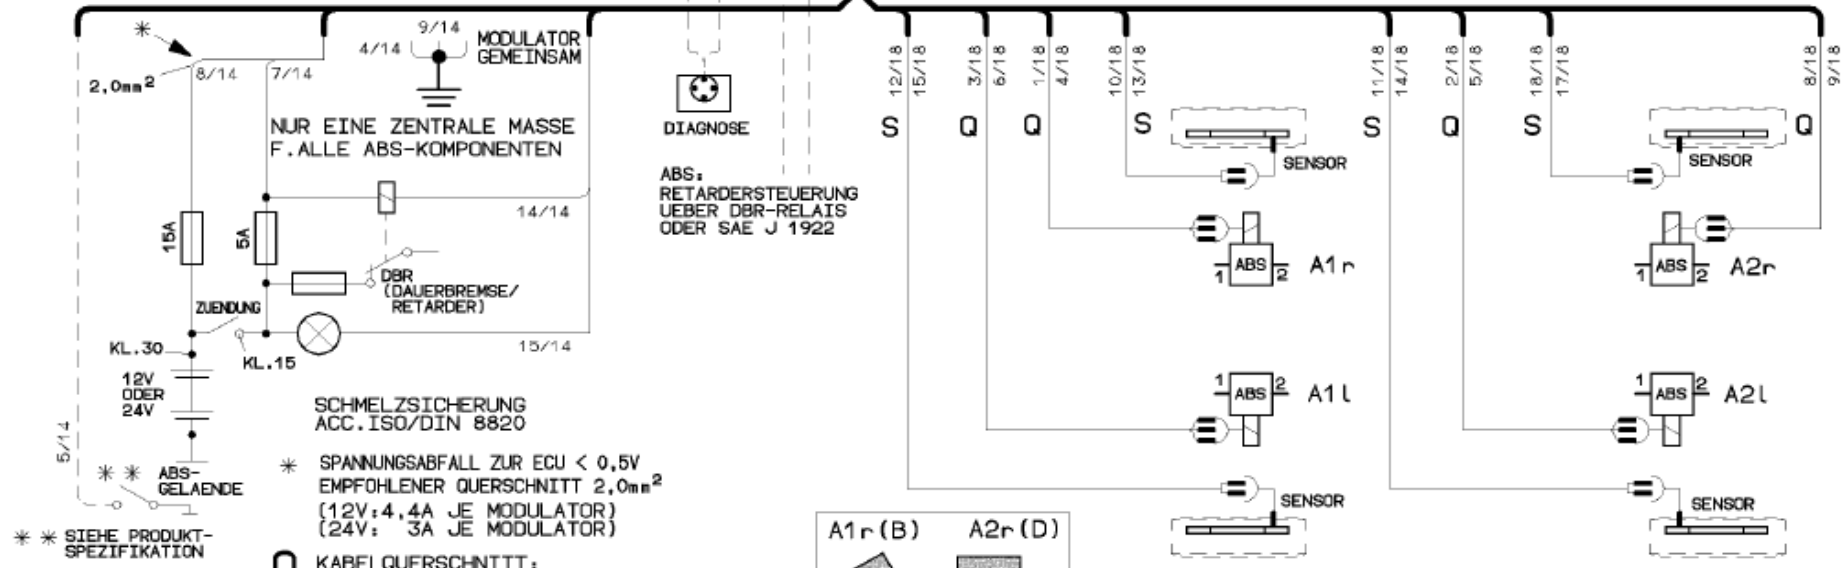 *
2,0mm²
8/14
7/14
9/14
4/14
MODULATOR
GEMEINSAM
NUR EINE ZENTRALE MASSE
F.ALLE ABS-KOMPONENTEN
14/14
15A
5A
DBR
(DAUERBREMSE/
RETARDER)
ZUENDUNG
KL.30
KL.15
15/14
12V
ODER
24V
5/14
* * ABS-
GELAENDE
* * SIEHE PRODUKT-
SPEZIFIKATION
SCHMELZSICHERUNG
ACC.ISO/DIN 8820
* SPANNUNGSABFALL ZUR ECU < 0,5V
EMPFOHLENER QUERSCHNITT 2,0mm²
(12V:4,4A JE MODULATOR)
(24V: 3A JE MODULATOR)
KABELQUERSCHNITT:
DIAGNOSE
ABS:
RETARDERSTEUERUNG
UEBER DBR-RELAIS
ODER SAE J 1922
12/18
15/18
3/18
6/18
1/18
4/18
10/18
13/18
11/18
14/18
2/18
5/18
18/18
17/18
8/18
9/18
S
Q
Q
S
S
Q
S
Q
SENSOR
SENSOR
1 ABS 2 A1r
1 ABS 2 A2r
1 ABS 2 A1l
1 ABS 2 A2l
SENSOR
SENSOR
A1r(B) A2r(D)